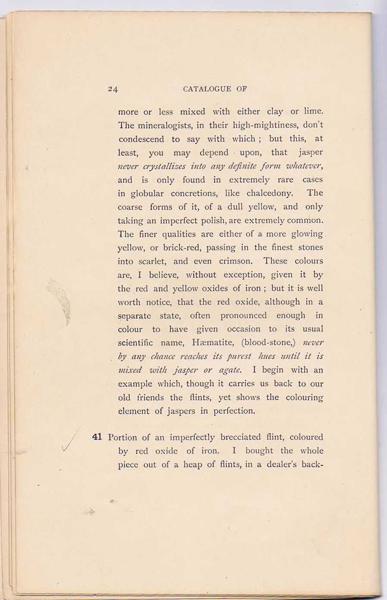 24 CATALOGUE OF
more or less mixed with either clay or lime.
The mineralogists, in their high-mightiness, don't
condescend to say with which ; but this, at
least, you may depend upon, that jasper
never crystallizes into any definite form whatever,
and is only found in extremely rare cases
in globular concretions, like chalcedony. The
coarse forms of it, of a dull yellow, and only
taking an imperfect polish, are extremely common.
The finer qualities are either of a more glowing
yellow, or brick-red, passing in the finest stones
into scarlet, and even crimson. These colours
are, I believe, without exception, given it by
the red and yellow oxides of iron ; but it is well
worth notice, that the red oxide, although in a
separate state, often pronounced enough in
colour to have given occasion to its usual
scientific name, Hæmatite, (blood-stone,) never
by any chance reaches its purest hues until it is
mixed with jasper or agate. I begin with an
example which, though it carries us back to our
old friends the flints, yet shows the colouring
element of jaspers in perfection.
41 Portion of an imperfectly brecciated flint, coloured
by red oxide of iron. I bought the whole
piece out of a heap of flints, in a dealer's back-